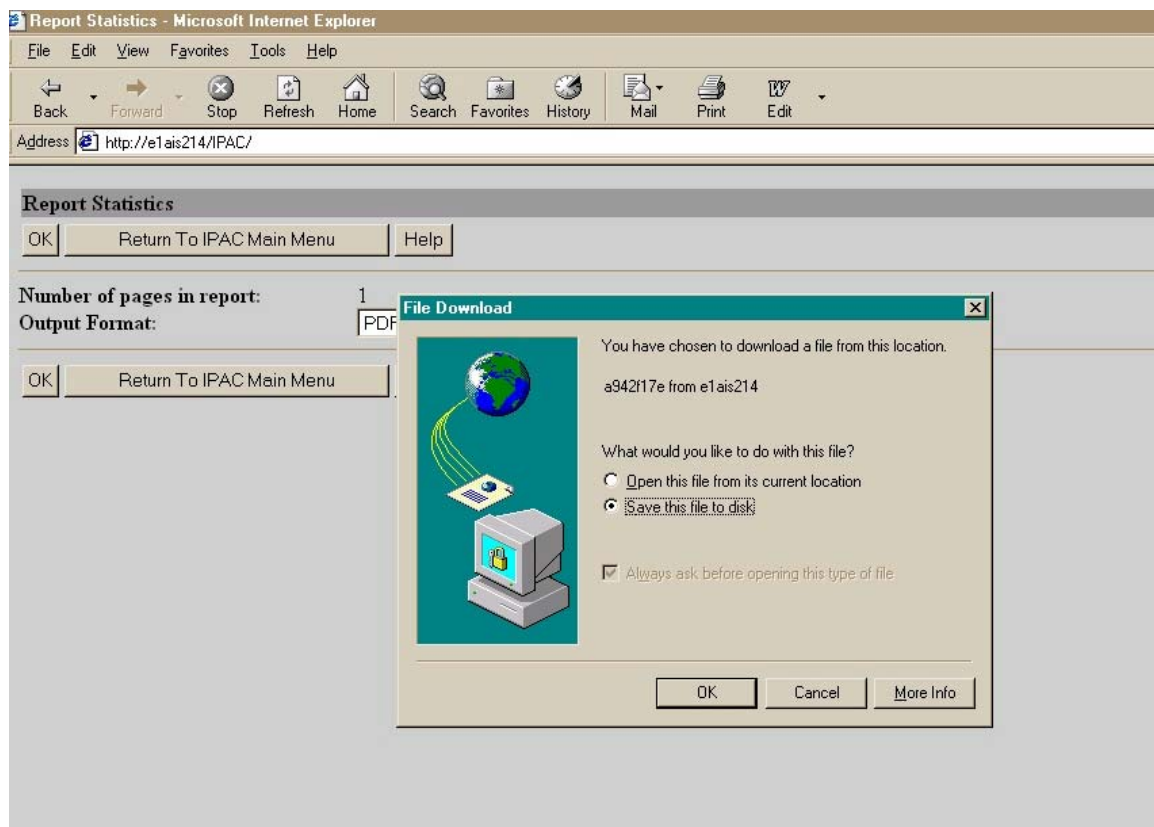 Report Statistics - Microsoft Internet Explorer
File Edit View Favorites Tools Help
Back Forward Stop Refresh Home Search Favorites History Mail Print Edit
Address http://e1ais214/IPAC/
Report Statistics
OK Return To IPAC Main Menu Help
Number of pages in report: 1
Output Format: PDF
File Download
You have chosen to download a file from this location.
a942f17e from e1ais214
What would you like to do with this file?
Open this file from its current location
Save this file to disk
Always ask before opening this type of file
OK Cancel More Info
OK Return To IPAC Main Menu